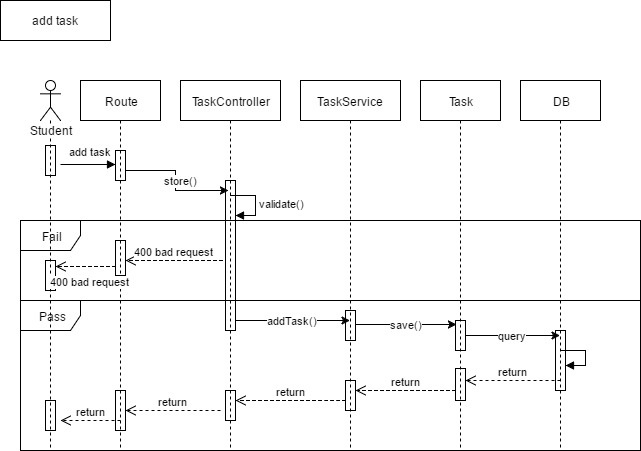 add task
Route
TaskController
TaskService
Task
DB
Student
add task
store()
validate()
Fail
400 bad request
400 bad request
Pass
addTask()
save()
query
return
return
return
return
return